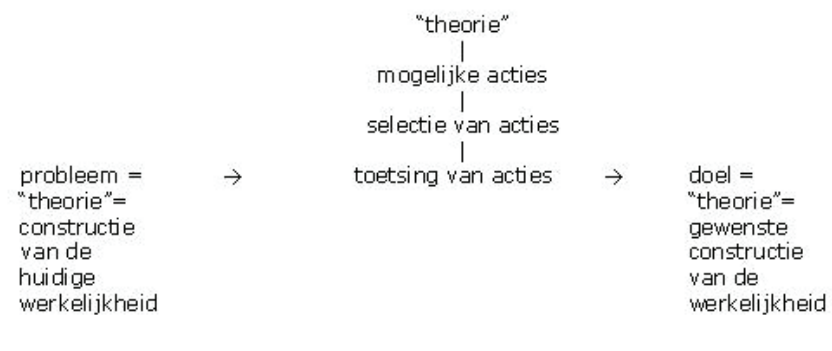 “theorie”
|
mogelijke acties
|
selectie van acties
|
probleem = → toetsing van acties → doel =
“theorie”= “theorie”=
constructie gewenste
van de constructie
huidige van de
werkelijkheid werkelijkheid